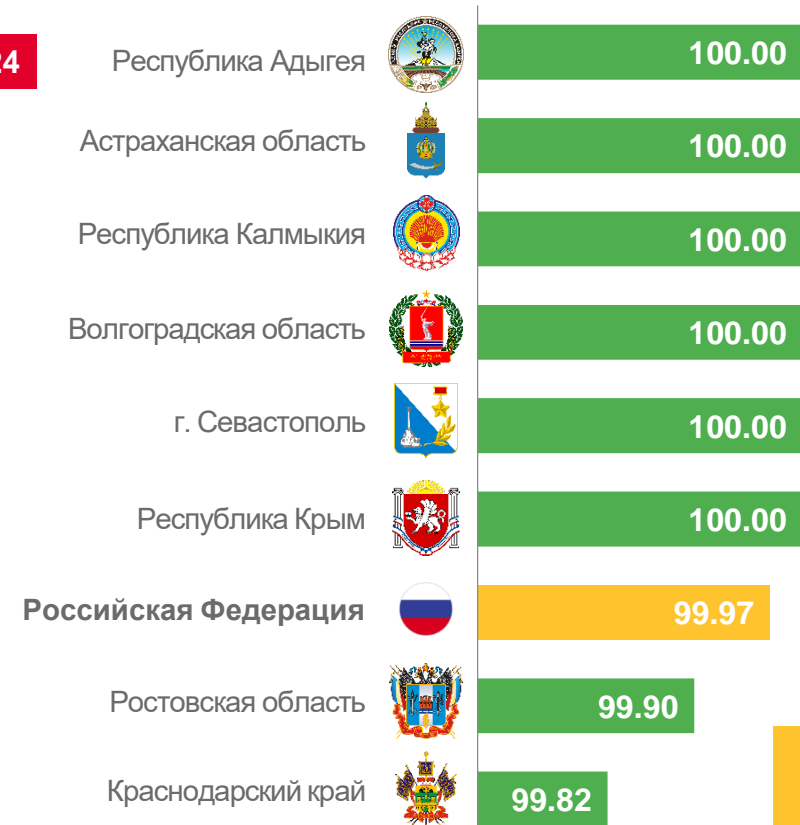 24
Республика Адыгея 100.00
Астраханская область 100.00
Республика Калмыкия 100.00
Волгоградская область 100.00
г. Севастополь 100.00
Республика Крым 100.00
Российская Федерация 99.97
Ростовская область 99.90
Краснодарский край 99.82